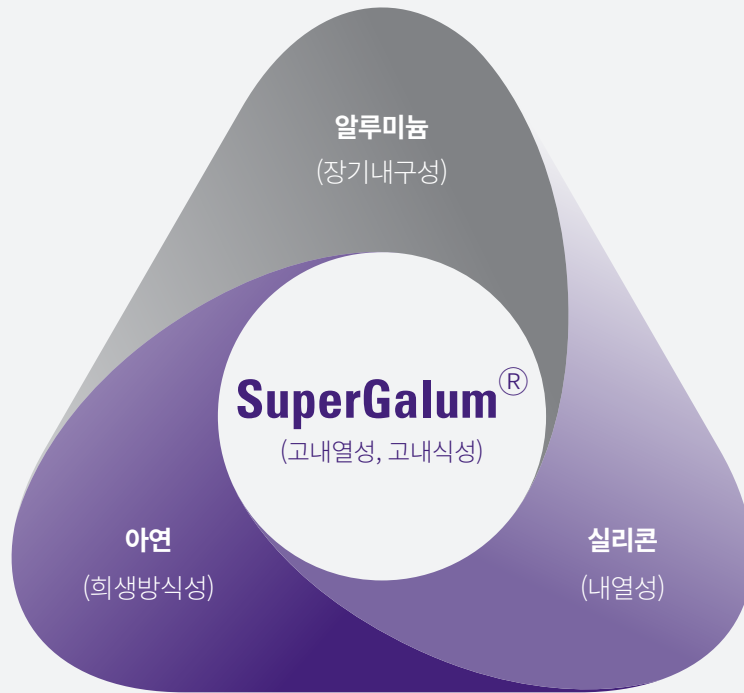 알루미늄
(장기내구성)
SuperGalum®
(고내열성, 고내식성)
아연
(희생방식성)
실리콘
(내열성)